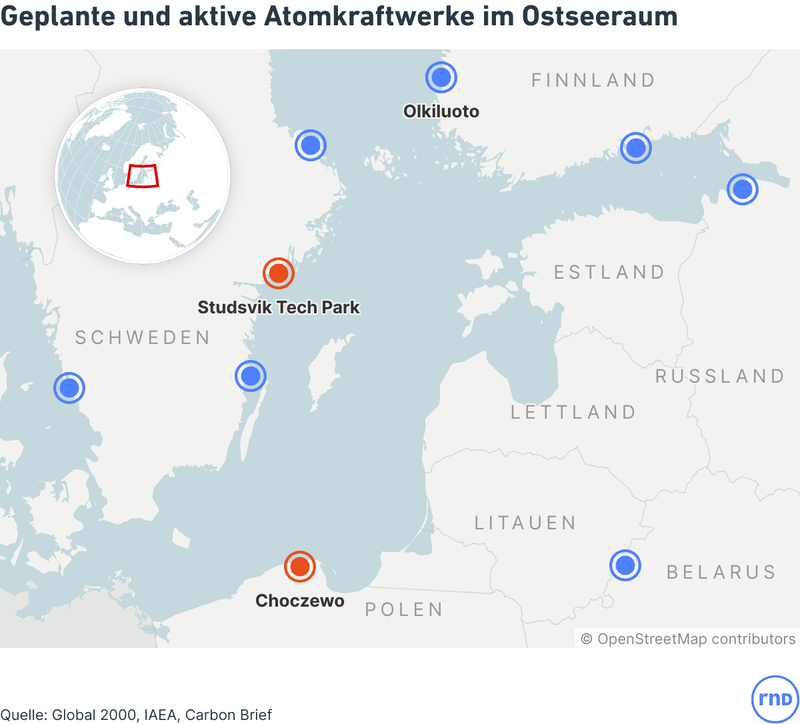 Geplante und aktive Atomkraftwerke im Ostseeraum
FINNLAND
Olkiluoto
ESTLAND
Studsvik Tech Park
SCHWEDEN
RUSSLAND
LETTLAND
LITAUEN
BELARUS
Choczewo
POLEN
© OpenStreetMap contributors
rnd
Quelle: Global 2000, IAEA, Carbon Brief